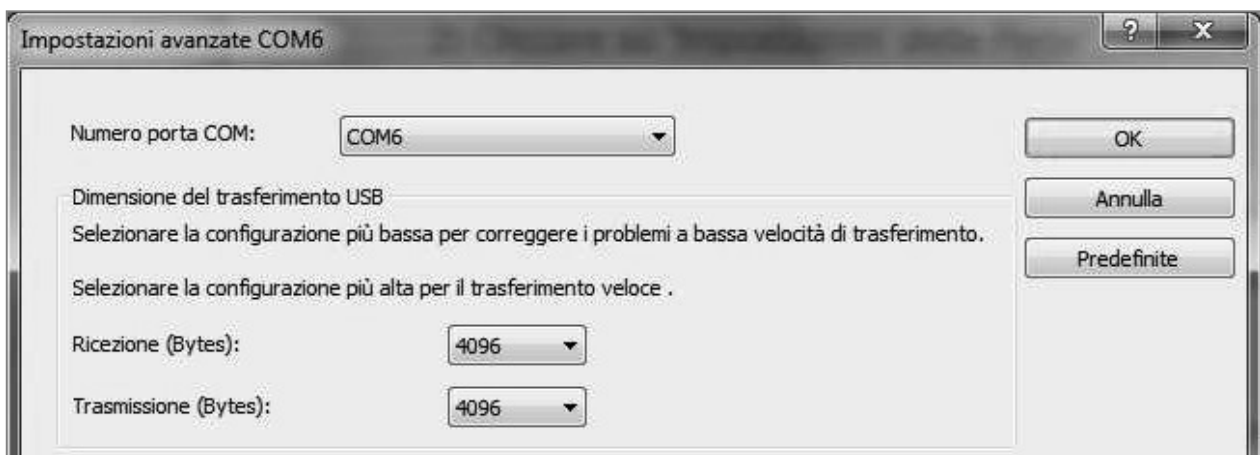 Impostazioni avanzate COM6
Numero porta COM:
COM6
OK
Annulla
Predefinite
Dimensione del trasferimento USB
Selezionare la configurazione più bassa per correggere i problemi a bassa velocità di trasferimento.
Selezionare la configurazione più alta per il trasferimento veloce .
Ricezione (Bytes):
4096
Trasmissione (Bytes):
4096